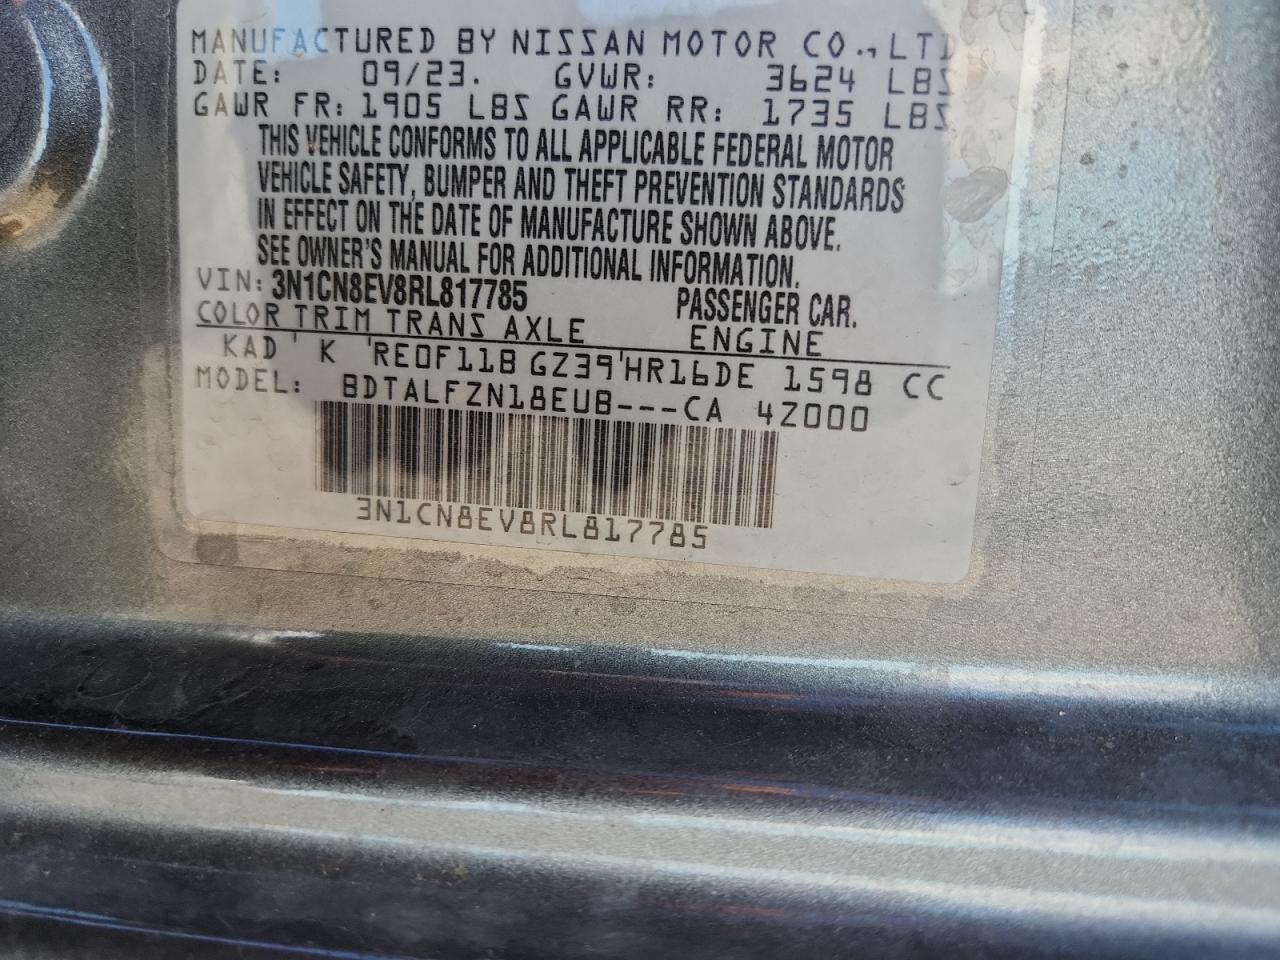 MANUFACTURED BY NISSAN MOTOR CO., LTD
DATE: 09/23. GVWR: 3624 LBS
GAWR FR: 1905 LBS GAWR RR: 1735 LBS
THIS VEHICLE CONFORMS TO ALL APPLICABLE FEDERAL MOTOR
VEHICLE SAFETY, BUMPER AND THEFT PREVENTION STANDARDS
IN EFFECT ON THE DATE OF MANUFACTURE SHOWN ABOVE.
SEE OWNER'S MANUAL FOR ADDITIONAL INFORMATION.
VIN: 3N1CN8EV8RL817785 PASSENGER CAR.
COLOR TRIM TRANS AXLE ENGINE
KAD ' K ' RE0F11B GZ39 ' HR16DE 1598 CC
MODEL: BDTALFZN18EUB---CA 4Z000
3N1CN8EV8RL817785